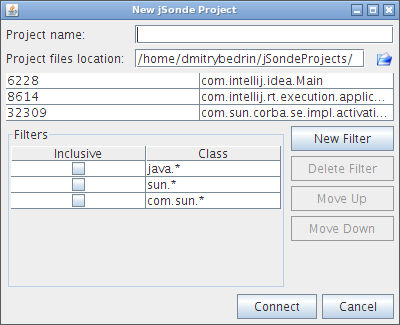 New jSonde Project
Project name:
Project files location: /home/dmitrybedrin/jSondeProjects/
6228 com.intellij.idea.Main
8614 com.intellij.rt.execution.applic...
32309 com.sun.corba.se.impl.activati...
Filters
Inclusive Class
java.*
sun.*
com.sun.*
New Filter
Delete Filter
Move Up
Move Down
Connect Cancel